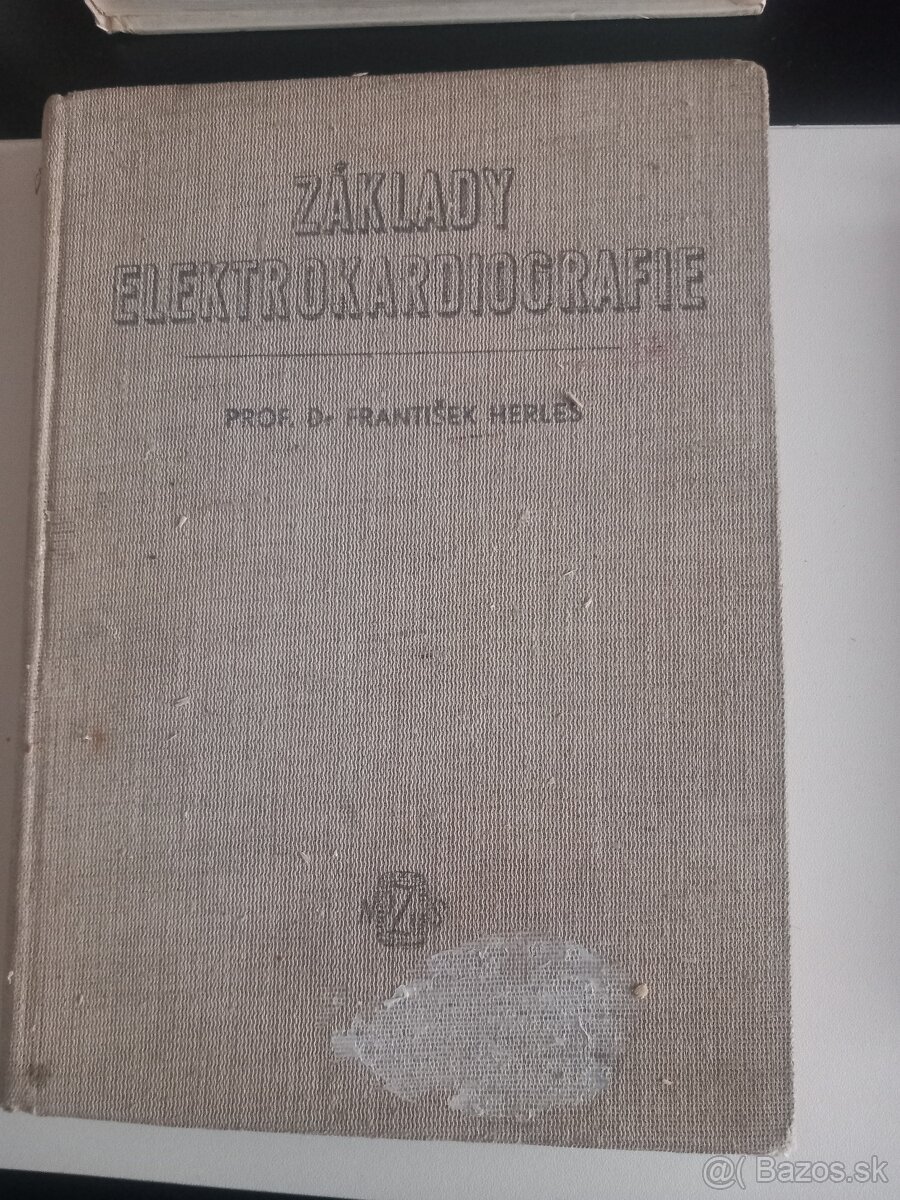 ZÁKLADY
ELEKTROKARDIOGRAFIE
PROF. Dr FRANTIŠEK HERLES
@( Bazos.sk